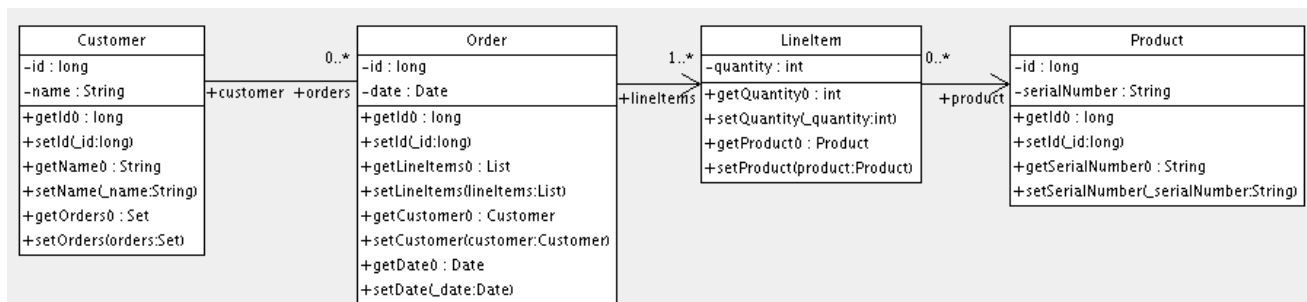 Customer
-id : long
-name : String
+getId() : long
+setId(_id:long)
+getName() : String
+setName(_name:String)
+getOrders() : Set
+setOrders(orders:Set)
0..*
+customer +orders
Order
-id : long
-date : Date
+getId() : long
+setId(_id:long)
+getLineItems() : List
+setLineItems(lineItems:List)
+getCustomer() : Customer
+setCustomer(customer:Customer)
+getDate() : Date
+setDate(_date:Date)
1..*
+lineItems
LineItem
-quantity : int
+getQuantity() : int
+setQuantity(_quantity:int)
+getProduct() : Product
+setProduct(product:Product)
0..*
+product
Product
-id : long
-serialNumber : String
+getId() : long
+setId(_id:long)
+getSerialNumber() : String
+setSerialNumber(_serialNumber:String)